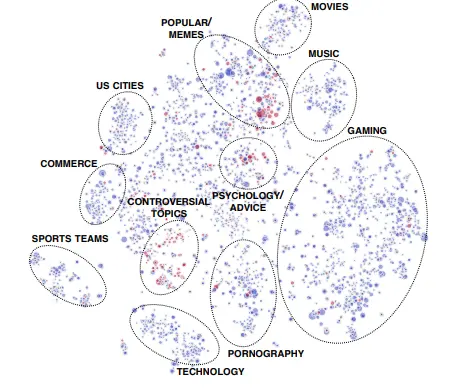 MOVIES
POPULAR/
MEMES
MUSIC
US CITIES
GAMING
COMMERCE
CONTROVERSIAL
TOPICS
PSYCHOLOGY/
ADVICE
SPORTS TEAMS
PORNOGRAPHY
TECHNOLOGY